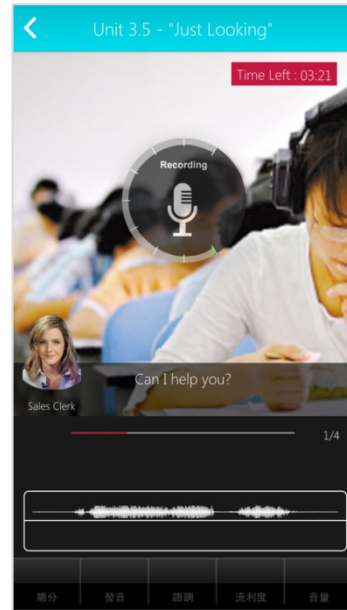 Unit 3.5 - "Just Looking"
Time Left : 03:21
Recording
Can I help you?
Sales Clerk
1/4
總分 發音 語調 流利度 音量